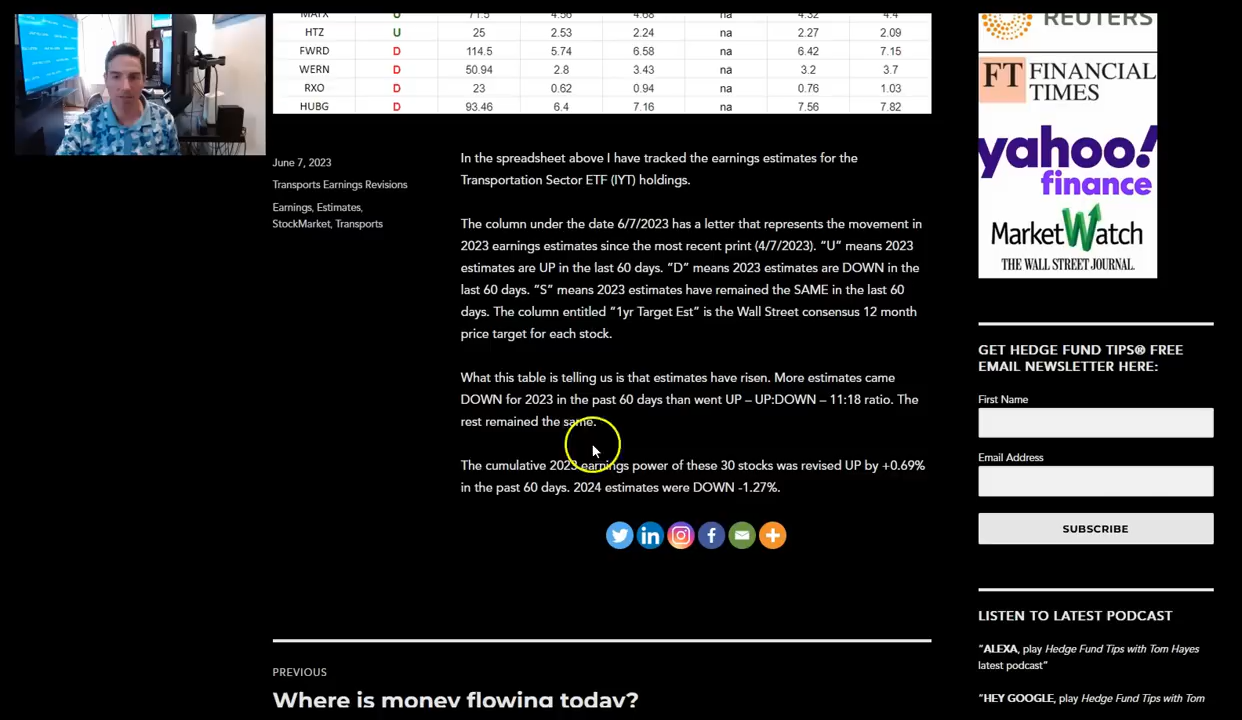 MATX U 71.5 4.56 4.68 na 4.32 4.4
HTZ U 25 2.53 2.24 na 2.27 2.09
FWRD D 114.5 5.74 6.58 na 6.42 7.15
WERN D 50.94 2.8 3.43 na 3.2 3.7
RXO D 23 0.62 0.94 na 0.76 1.03
HUBG D 93.46 6.4 7.16 na 7.56 7.82
June 7, 2023
Transports Earnings Revisions
Earnings, Estimates,
StockMarket, Transports
In the spreadsheet above I have tracked the earnings estimates for the
Transportation Sector ETF (IYT) holdings.
The column under the date 6/7/2023 has a letter that represents the movement in
2023 earnings estimates since the most recent print (4/7/2023). “U” means 2023
estimates are UP in the last 60 days. “D” means 2023 estimates are DOWN in the
last 60 days. “S” means 2023 estimates have remained the SAME in the last 60
days. The column entitled “1yr Target Est” is the Wall Street consensus 12 month
price target for each stock.
What this table is telling us is that estimates have risen. More estimates came
DOWN for 2023 in the past 60 days than went UP – UP:DOWN – 11:18 ratio. The
rest remained the same.
The cumulative 2023 earnings power of these 30 stocks was revised UP by +0.69%
in the past 60 days. 2024 estimates were DOWN -1.27%.
PREVIOUS
Where is money flowing today?
REUTERS
FT FINANCIAL
TIMES
yahoo!
finance
MarketWatch
THE WALL STREET JOURNAL.
GET HEDGE FUND TIPS® FREE
EMAIL NEWSLETTER HERE:
First Name
Email Address
SUBSCRIBE
LISTEN TO LATEST PODCAST
“ALEXA, play Hedge Fund Tips with Tom Hayes
latest podcast”
“HEY GOOGLE, play Hedge Fund Tips with Tom